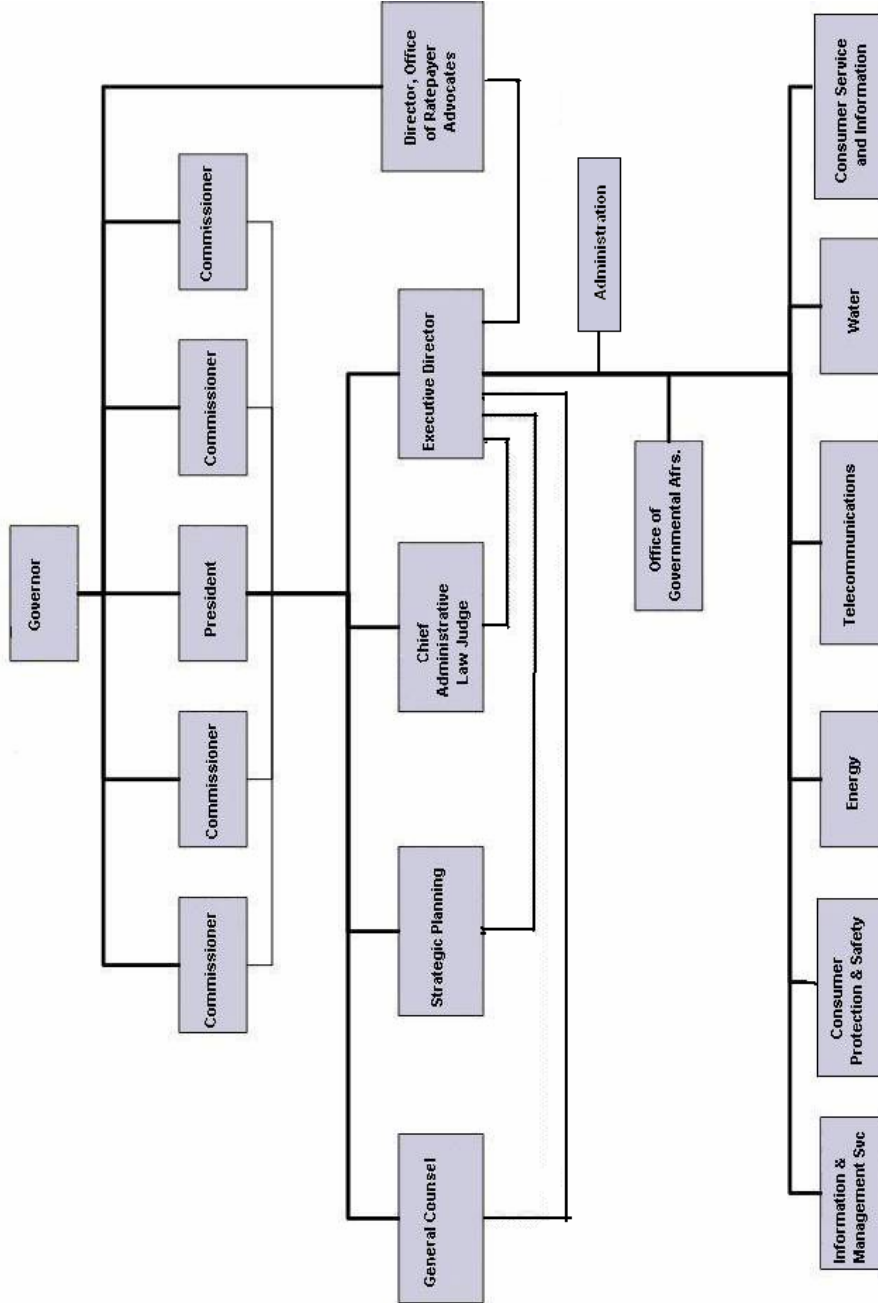 Governor
Commissioner
Commissioner
President
Commissioner
Commissioner
Director, Office
of Ratepayer
Advocates
General Counsel
Strategic Planning
Chief
Administrative
Law Judge
Executive Director
Administration
Office of
Governmental Afrs.
Information &
Management Svc
Consumer
Protection & Safety
Energy
Telecommunications
Water
Consumer Service
and Information